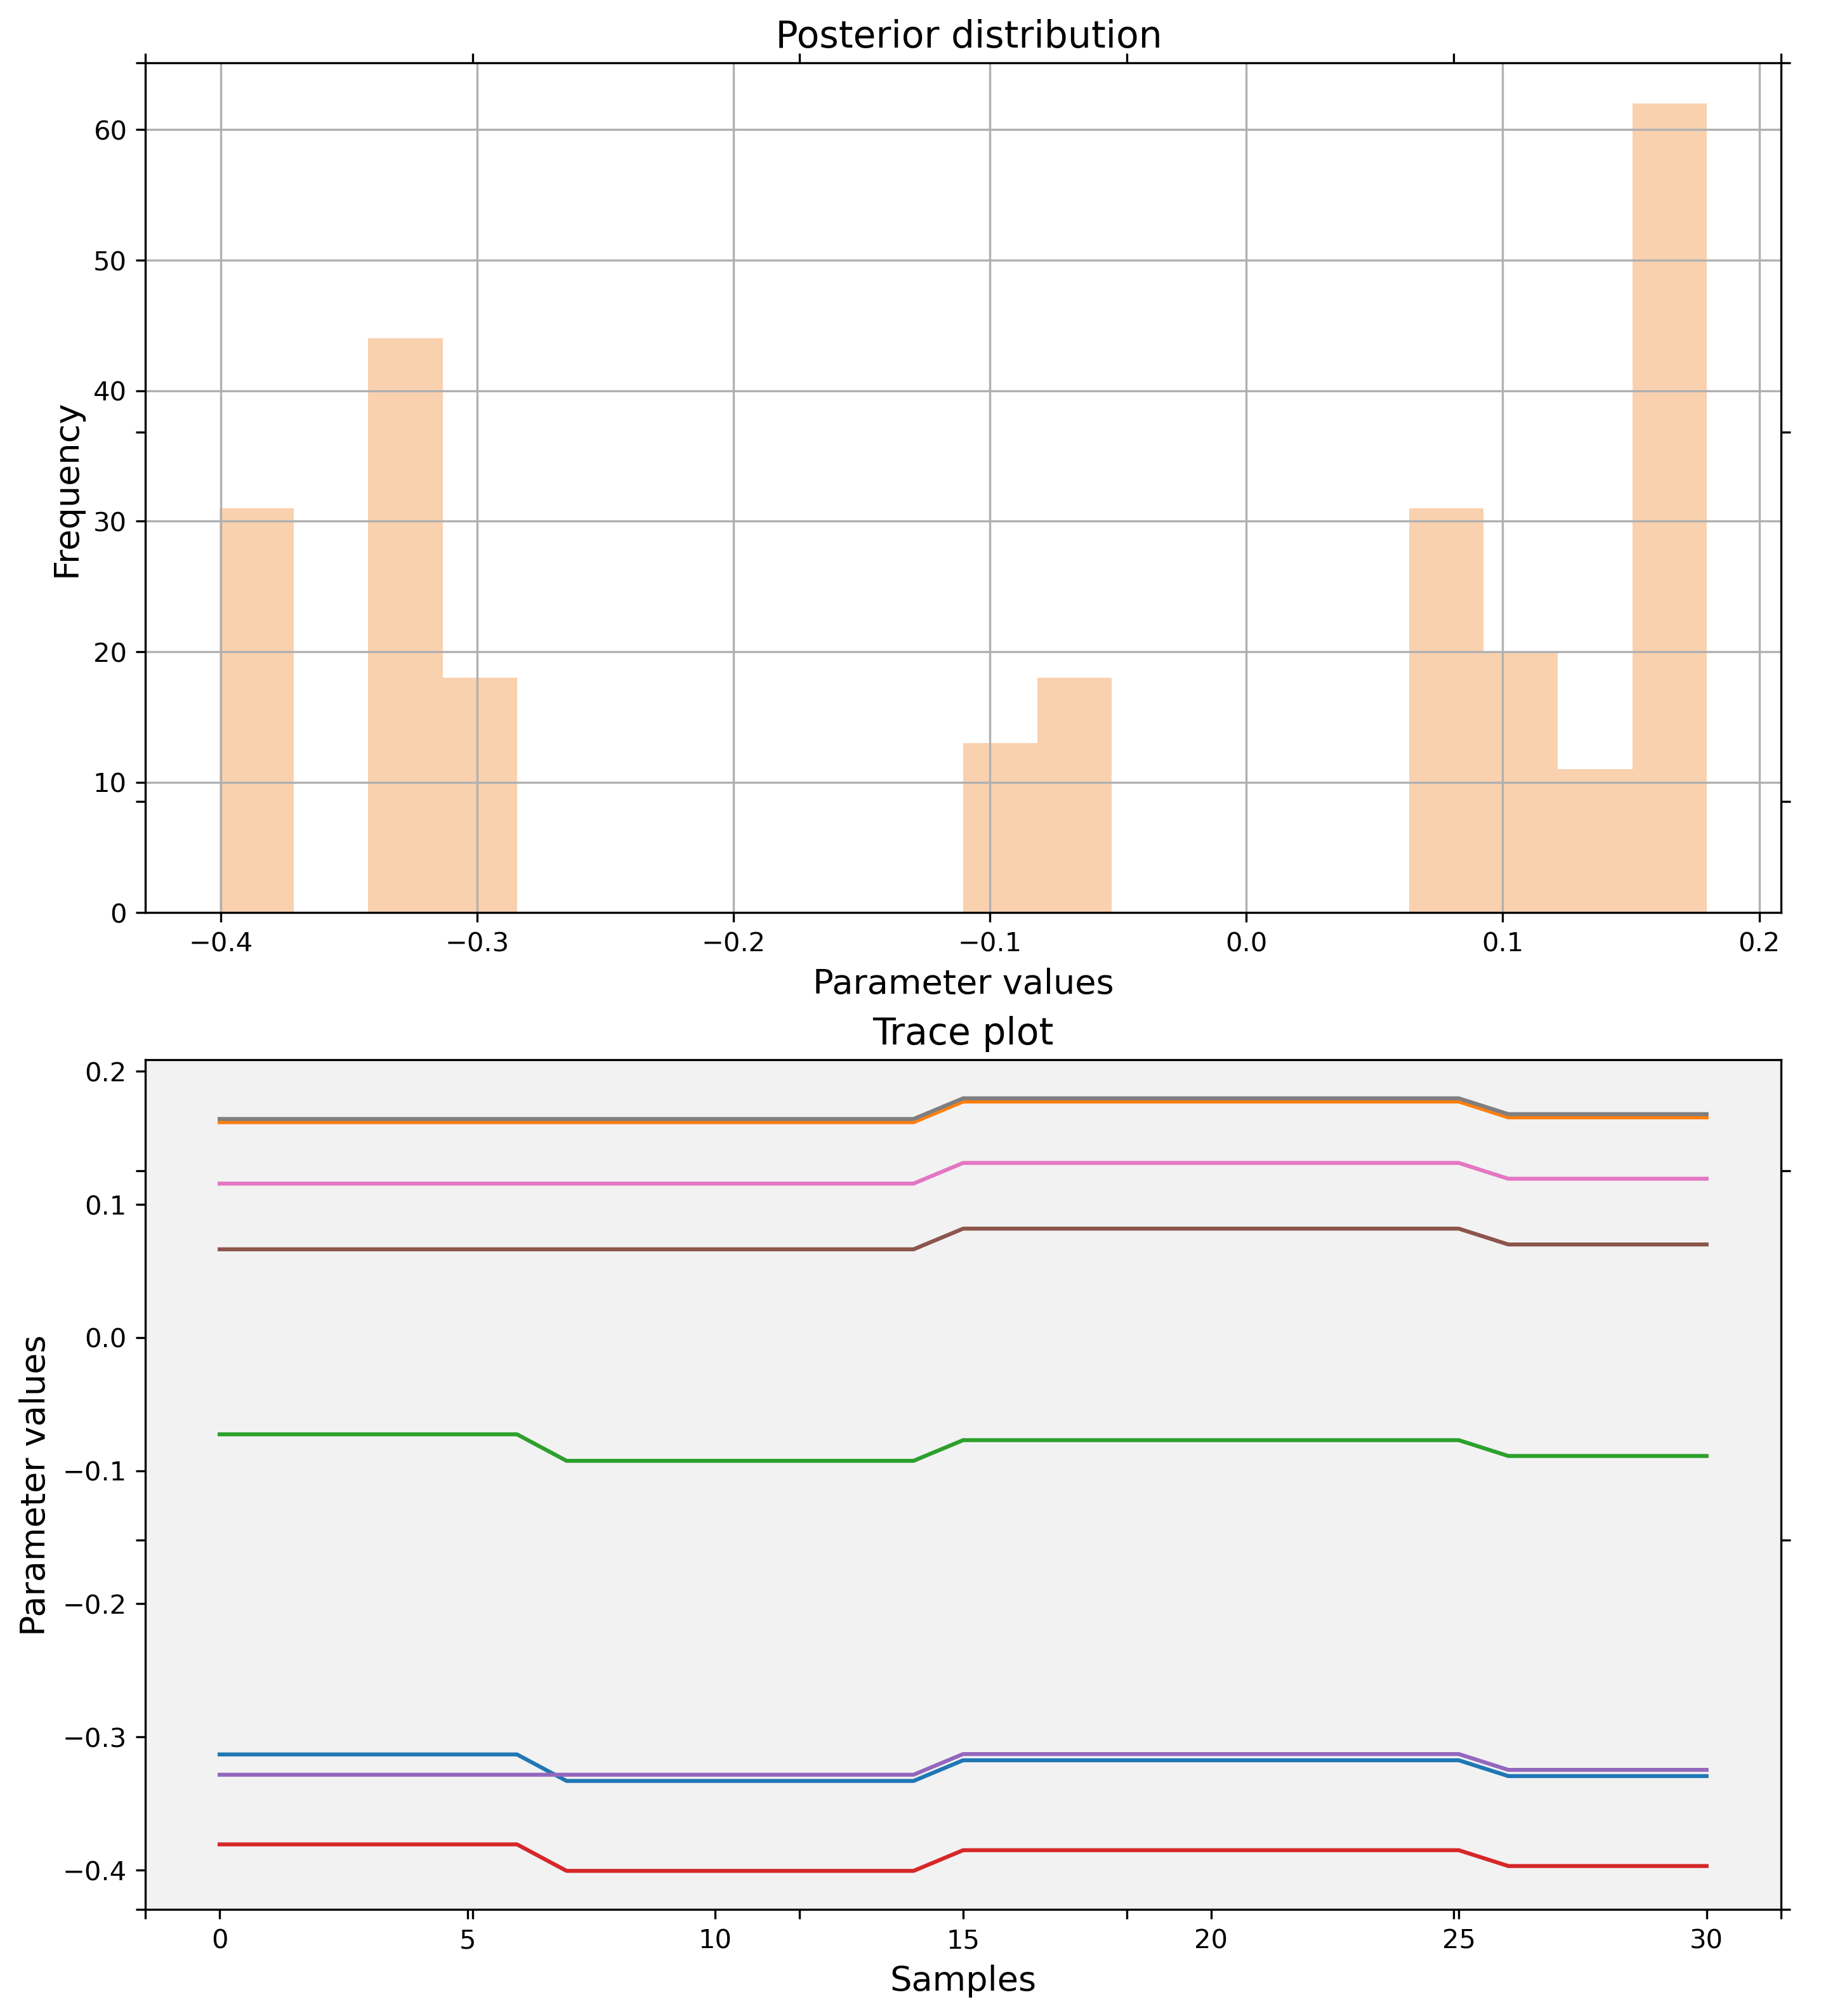 Posterior distribution
60
50
40
30
20
10
0
Frequency
−0.4 −0.3 −0.2 −0.1 0.0 0.1 0.2
Parameter values
Trace plot
0.2
0.1
0.0
−0.1
−0.2
−0.3
−0.4
Parameter values
0 5 10 15 20 25 30
Samples